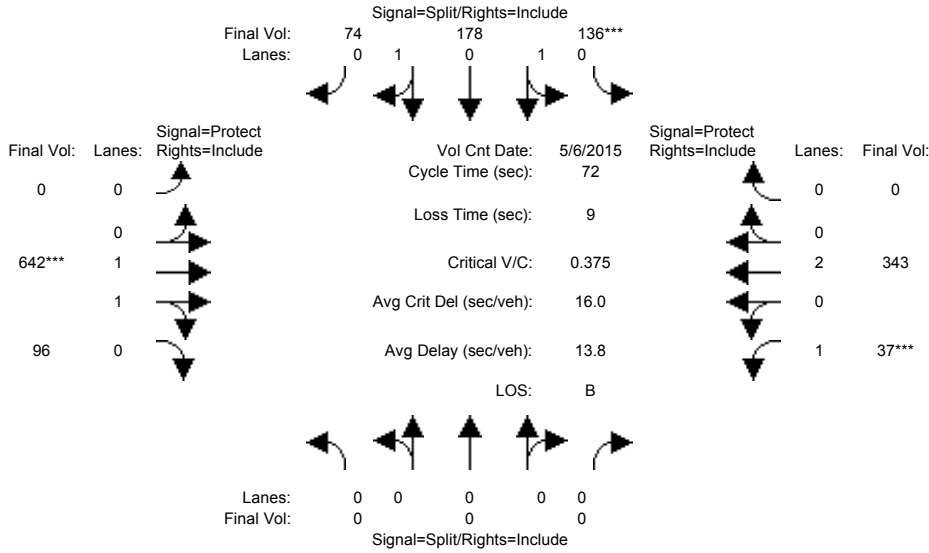 Signal=Split/Rights=Include
Final Vol: 74 178 136***
Lanes: 0 1 0 1 0
Signal=Protect Signal=Protect
Final Vol: Lanes: Rights=Include Vol Cnt Date: 5/6/2015 Rights=Include Lanes: Final Vol:
Cycle Time (sec): 72
0 0 0 0
Loss Time (sec): 9
0 0
642*** 1 Critical V/C: 0.375 2 343
1 Avg Crit Del (sec/veh): 16.0 0
96 0 Avg Delay (sec/veh): 13.8 1 37***
LOS: B
Lanes: 0 0 0 0 0
Final Vol: 0 0 0
Signal=Split/Rights=Include